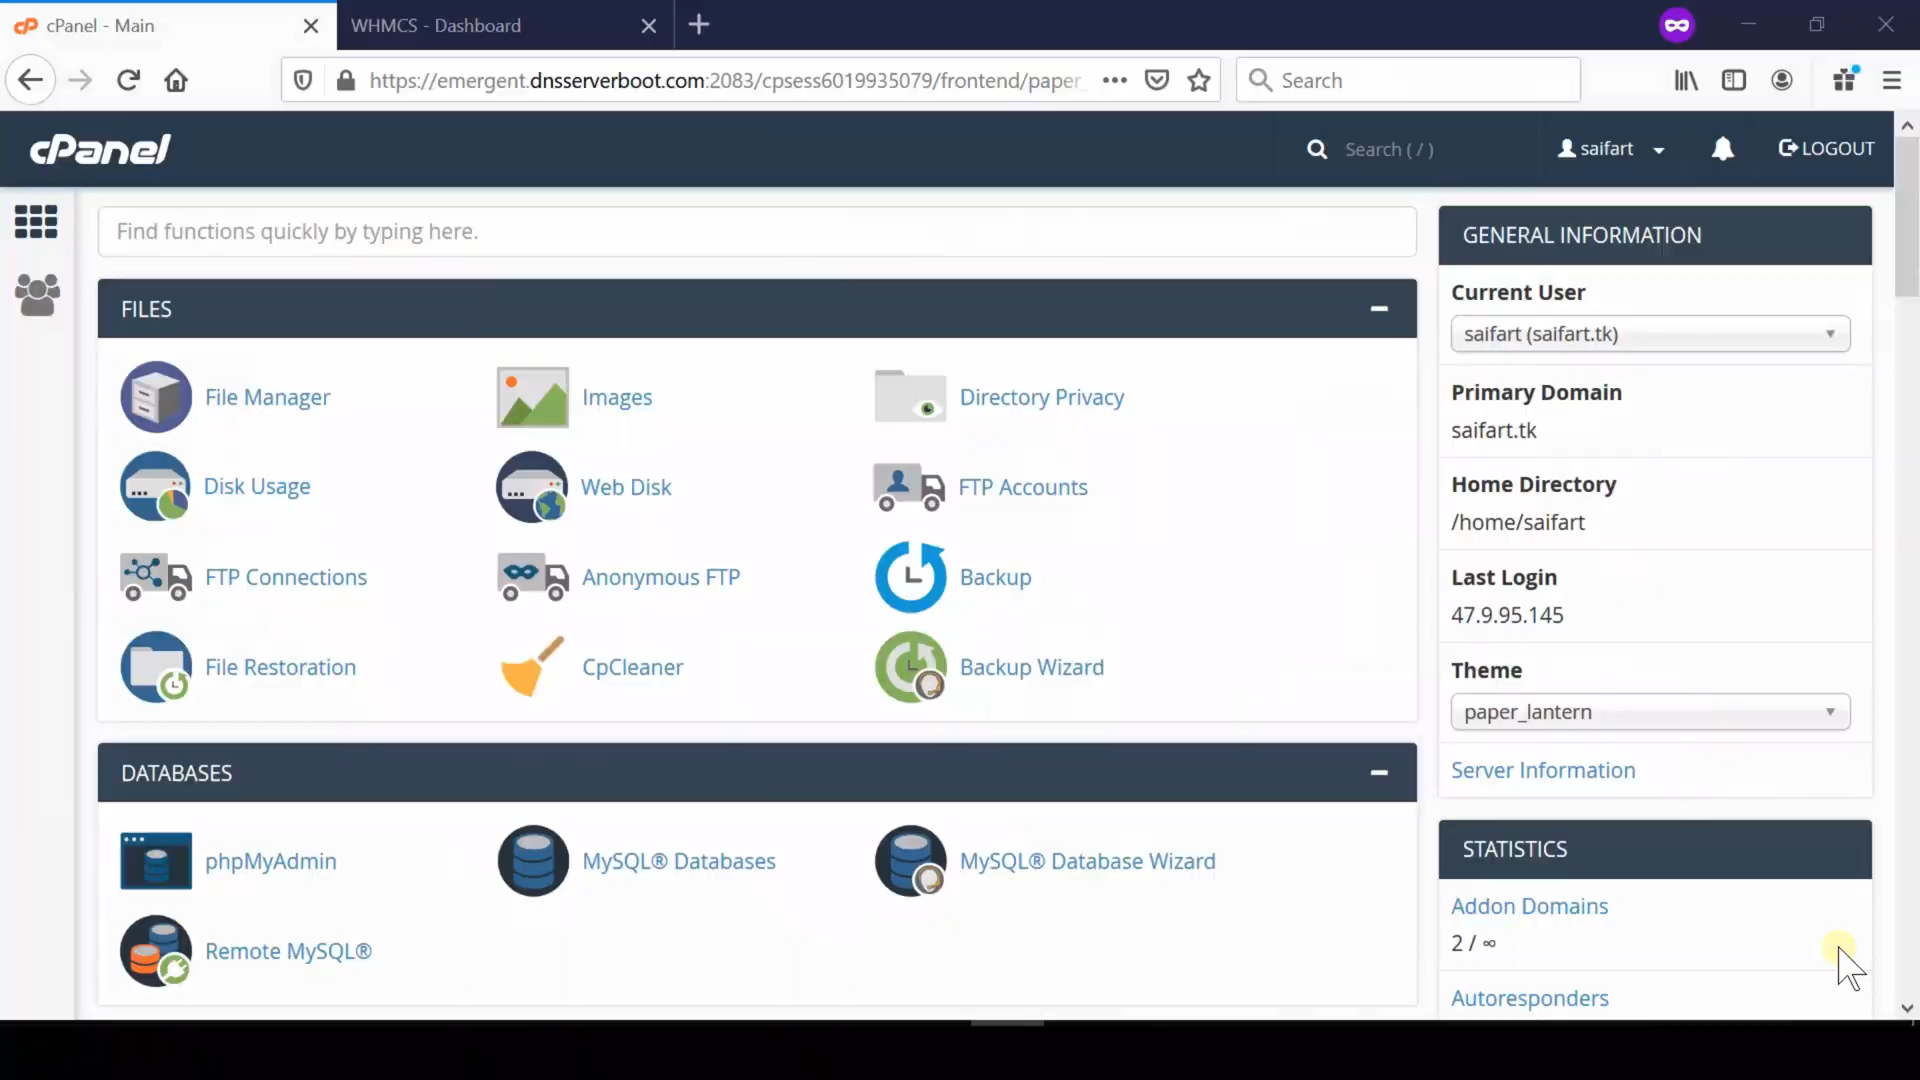 cPanel - Main
WHMCS - Dashboard
https://emergent.dnsserverboot.com:2083/cpsess6019935079/frontend/paper_
Search
cPanel
Search ( / )
saifart
LOGOUT
Find functions quickly by typing here.
FILES
File Manager
Images
Directory Privacy
Disk Usage
Web Disk
FTP Accounts
FTP Connections
Anonymous FTP
Backup
File Restoration
CpCleaner
Backup Wizard
DATABASES
phpMyAdmin
MySQL® Databases
MySQL® Database Wizard
Remote MySQL®
GENERAL INFORMATION
Current User
saifart (saifart.tk)
Primary Domain
saifart.tk
Home Directory
/home/saifart
Last Login
47.9.95.145
Theme
paper_lantern
Server Information
STATISTICS
Addon Domains
2 / ∞
Autoresponders